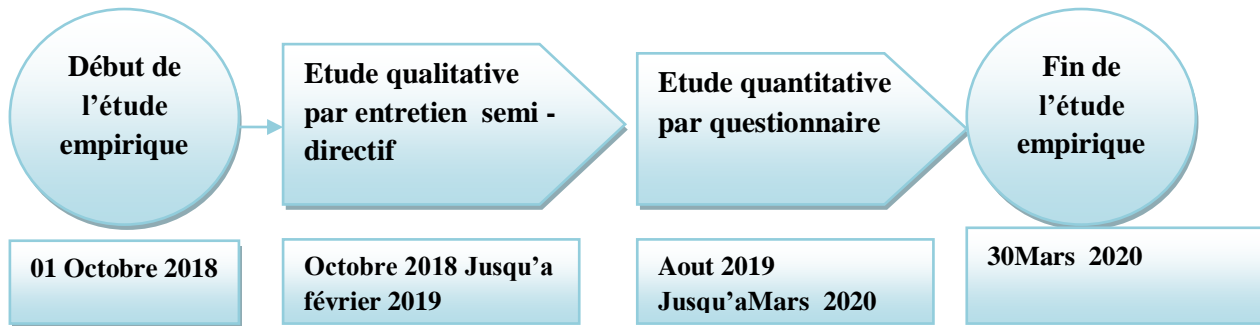 Début de
l’étude
empirique
Etude qualitative
par entretien semi -
directif
Etude quantitative
par questionnaire
Fin de
l’étude
empirique
01 Octobre 2018
Octobre 2018 Jusqu’a
février 2019
Aout 2019
Jusqu’aMars 2020
30Mars 2020